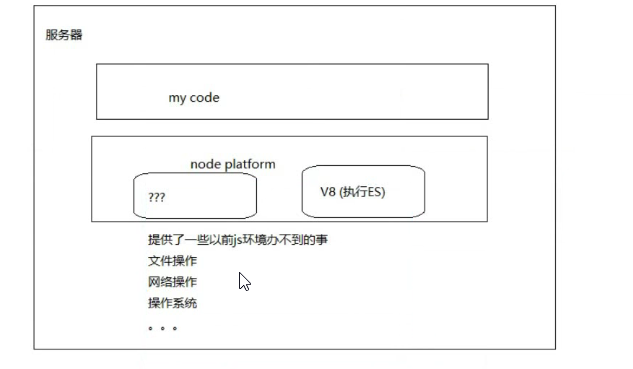 服务器
my code
node platform
???
V8 (执行ES)
提供了一些以前js环境办不到的事
文件操作
网络操作
操作系统
。。。